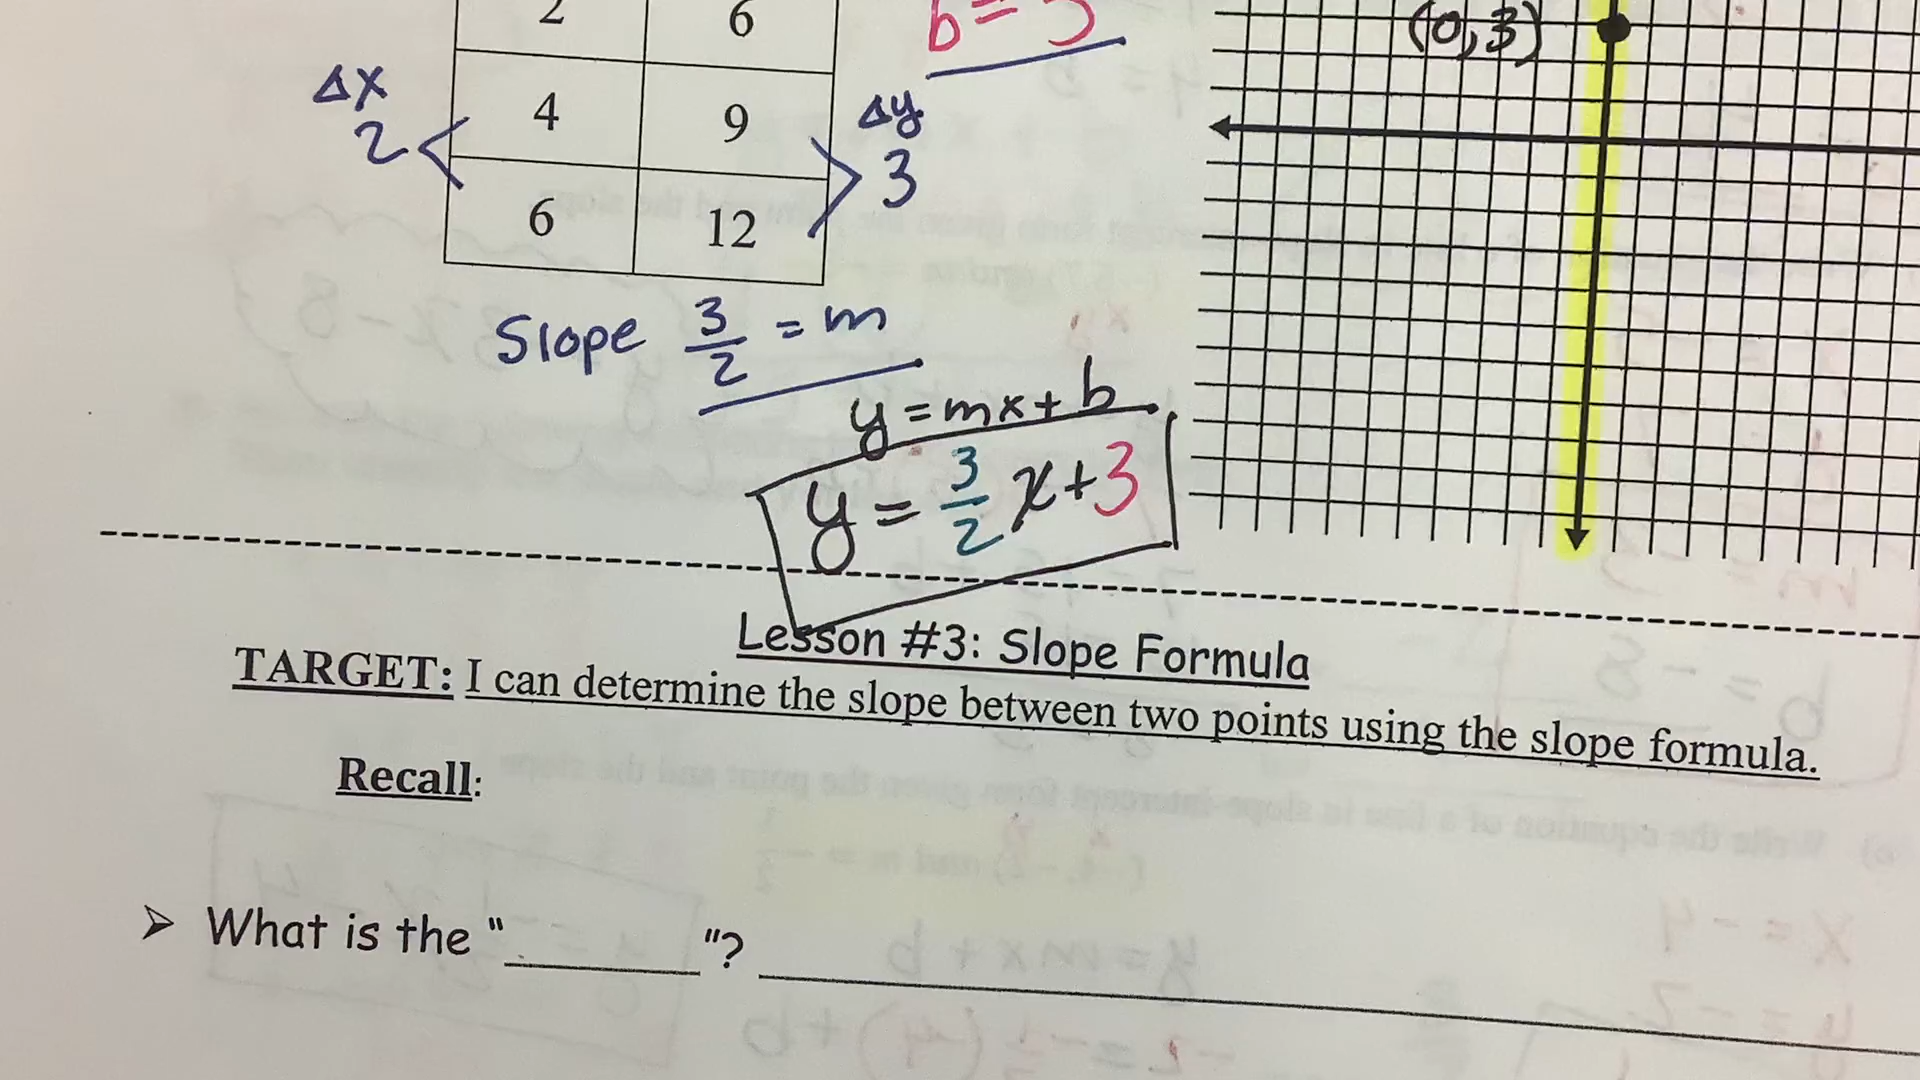 2 6
b = 3
(0,3)
Δx
4 9
Δy
2
3
6 12
Slope 3/2 = m
y = mx + b
y = 3/2 x + 3
Lesson #3: Slope Formula
TARGET: I can determine the slope between two points using the slope formula.
Recall:
➢ What is the "________"? ________